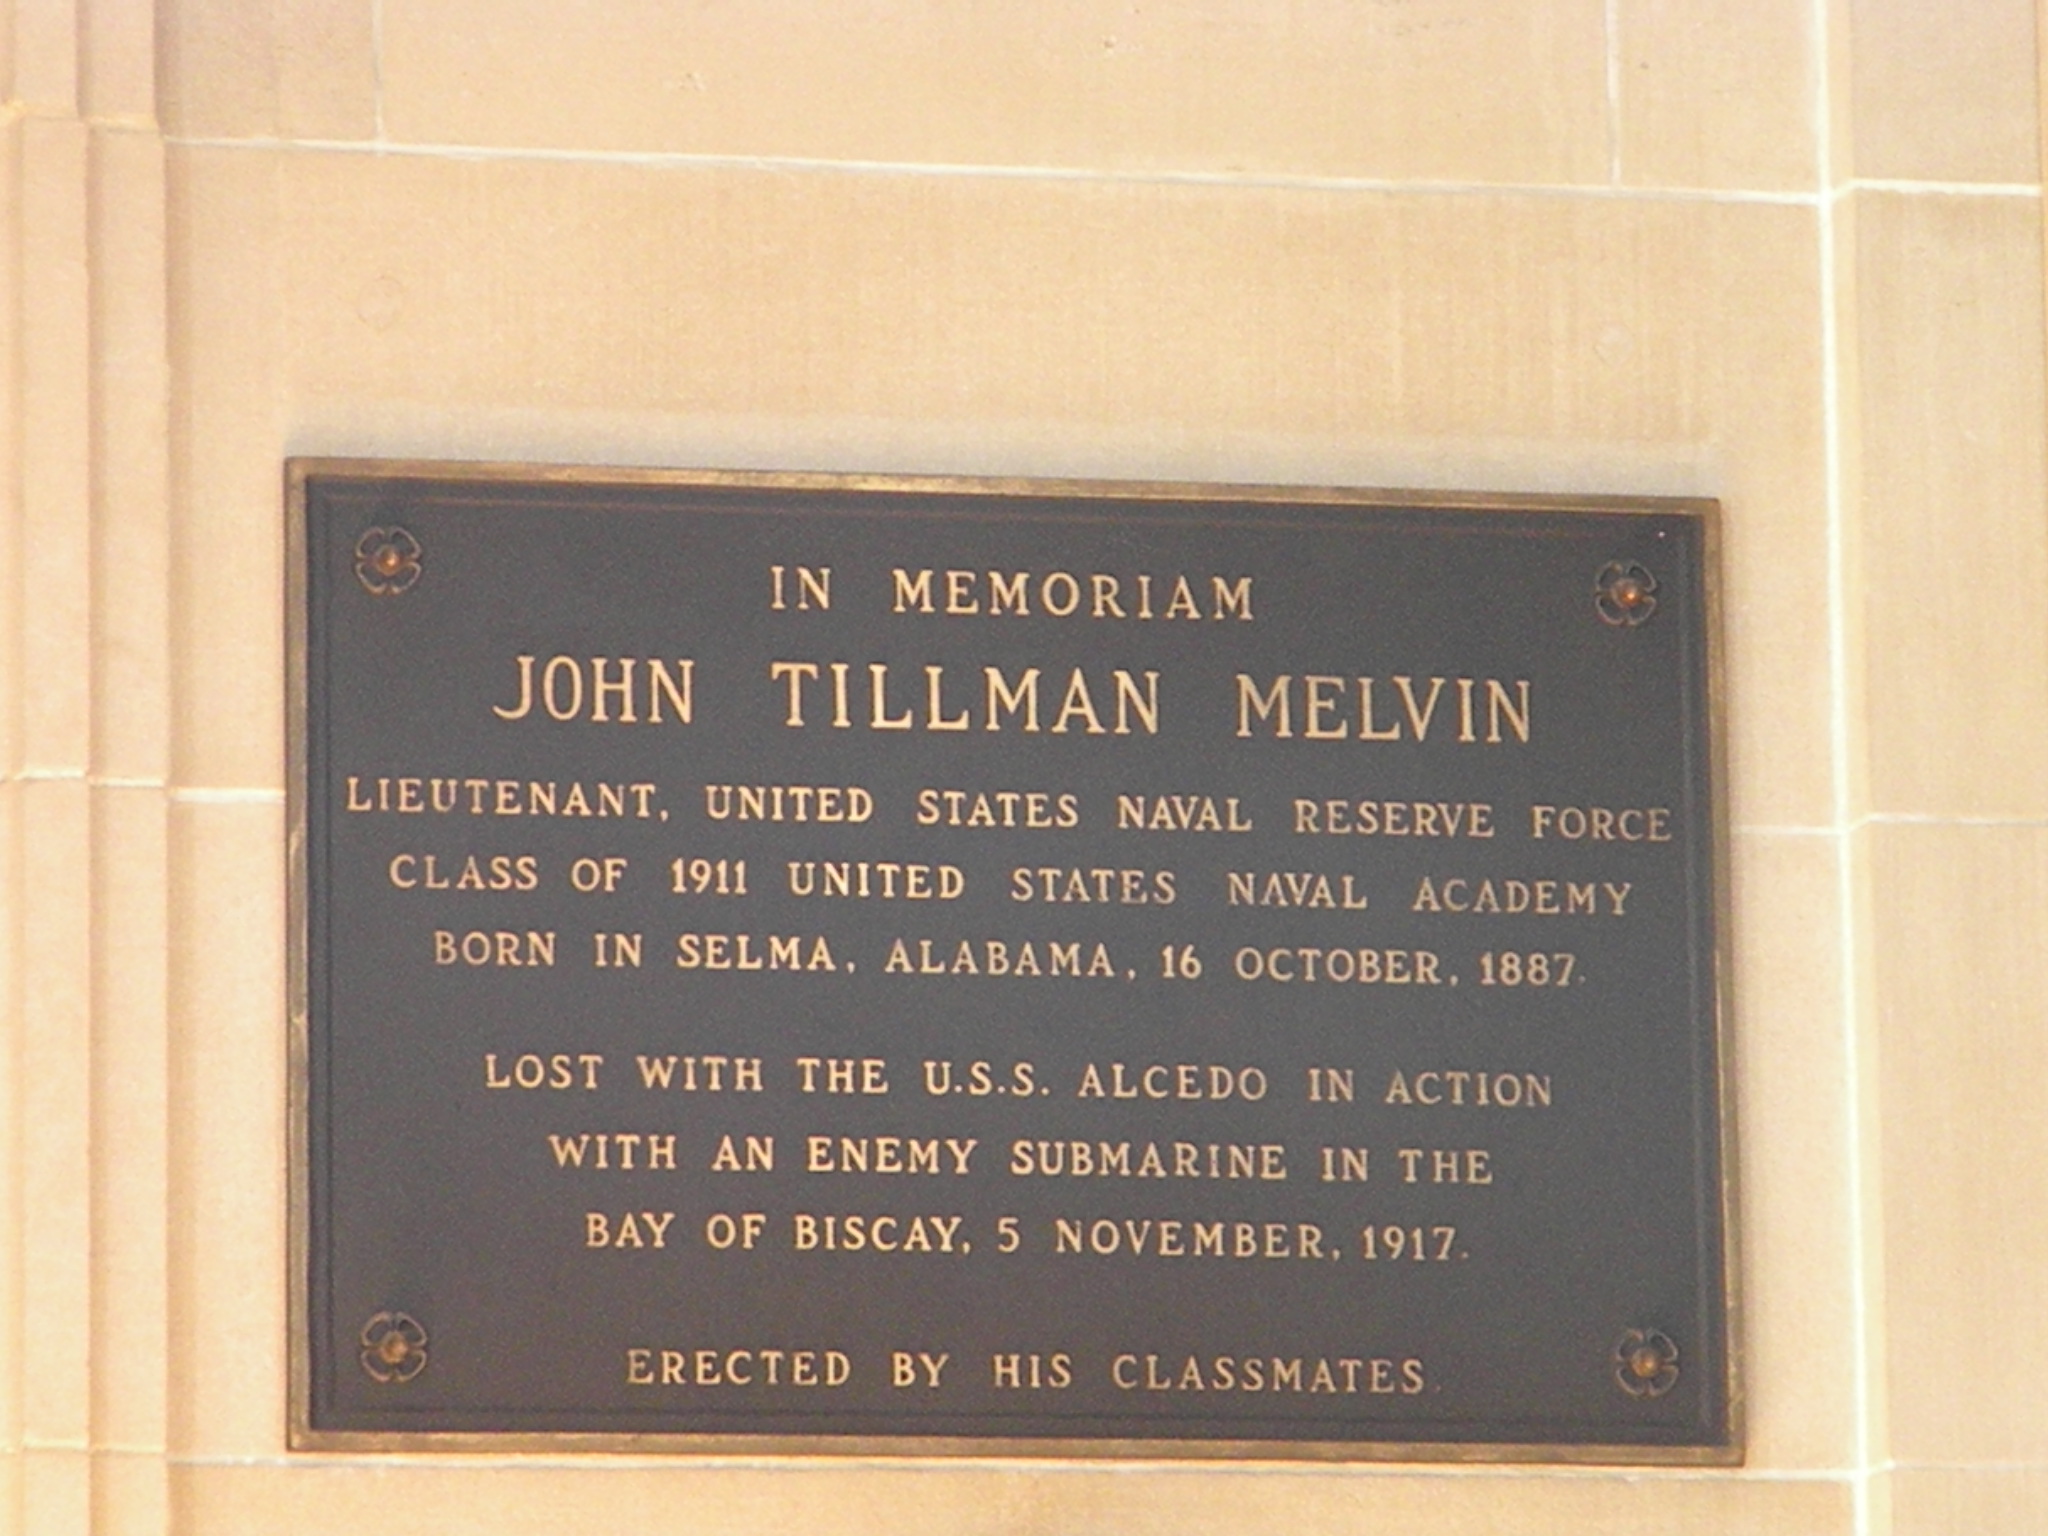 IN MEMORIAM
JOHN TILLMAN MELVIN
LIEUTENANT, UNITED STATES NAVAL RESERVE FORCE
CLASS OF 1911 UNITED STATES NAVAL ACADEMY
BORN IN SELMA, ALABAMA, 16 OCTOBER, 1887.
LOST WITH THE U.S.S. ALCEDO IN ACTION
WITH AN ENEMY SUBMARINE IN THE
BAY OF BISCAY, 5 NOVEMBER, 1917.
ERECTED BY HIS CLASSMATES.